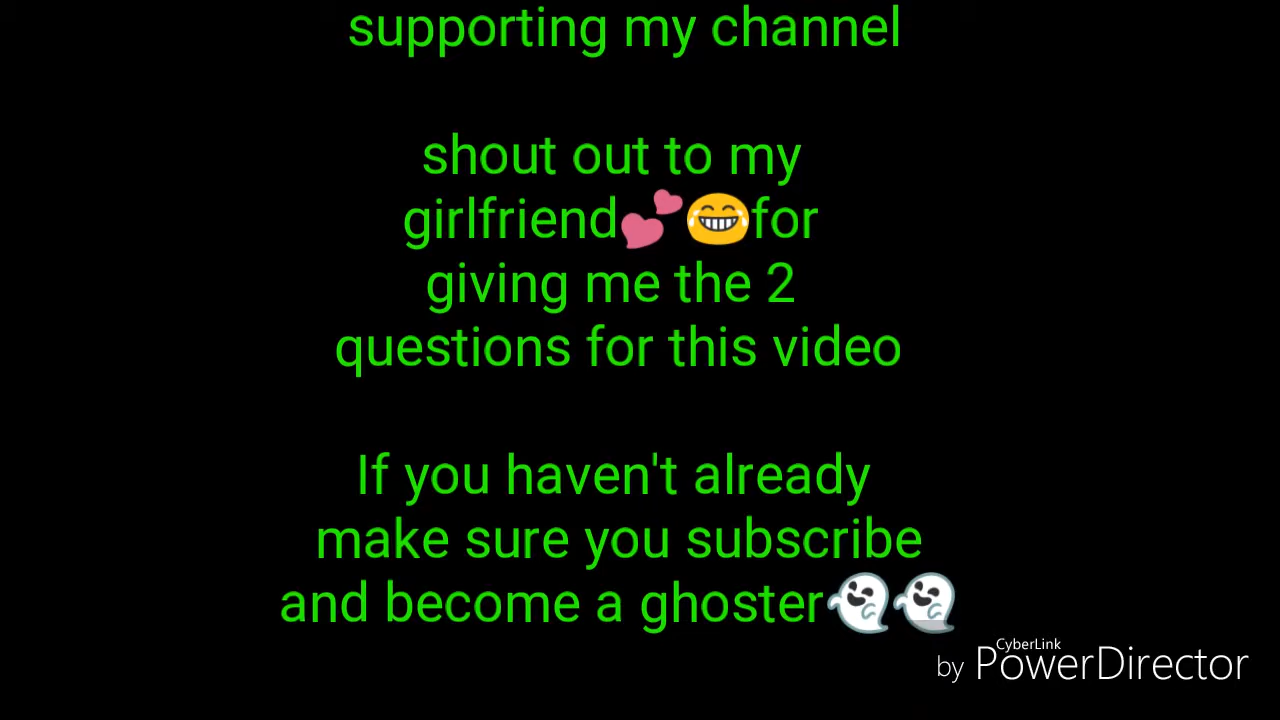 supporting my channel
shout out to my
girlfriend💕😂for
giving me the 2
questions for this video
If you haven't already
make sure you subscribe
and become a ghoster👻👻
CyberLink
by PowerDirector